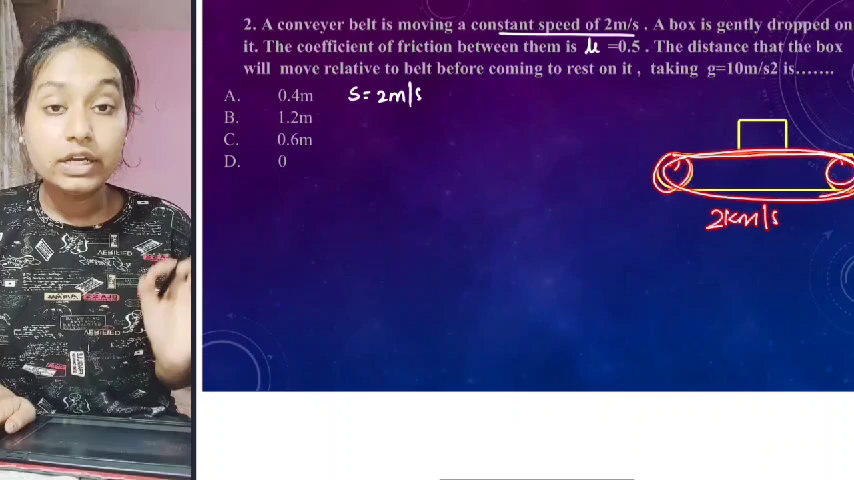 2. A conveyer belt is moving a constant speed of 2m/s . A box is gently dropped on
it. The coefficient of friction between them is μ =0.5 . The distance that the box
will move relative to belt before coming to rest on it , taking g=10m/s2 is.......
A. 0.4m
S = 2m/s
B. 1.2m
C. 0.6m
D. 0
2km/s